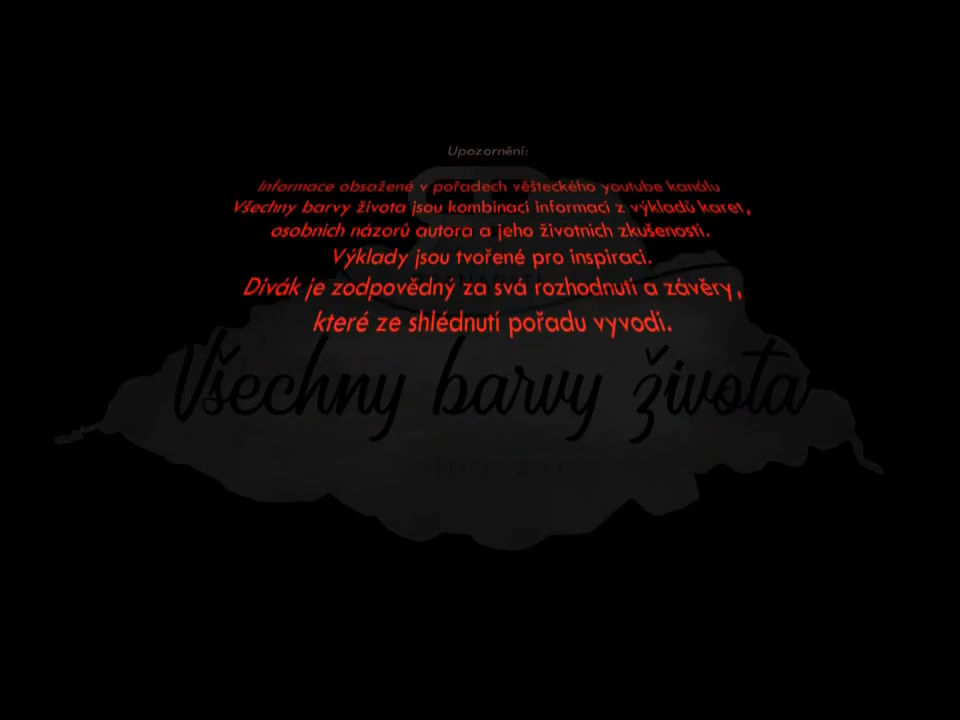 Upozornění:
Informace obsažené v pořadech věšteckého youtube kanálu
Všechny barvy života jsou kombinací informací z výkladů karet,
osobních názorů autora a jeho životních zkušeností.
Výklady jsou tvořené pro inspiraci.
Divák je zodpovědný za svá rozhodnutí a závěry,
které ze shlédnutí pořadu vyvodí.
Všechny barvy života